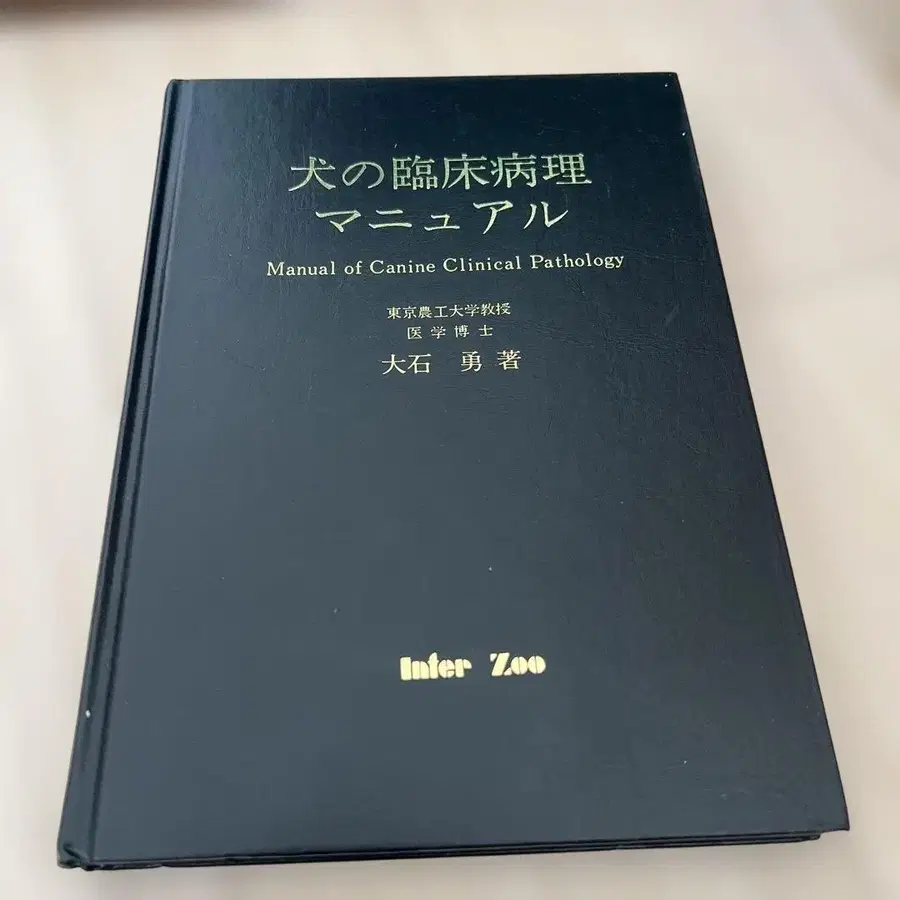 犬の臨床病理
マニュアル
Manual of Canine Clinical Pathology
東京農工大学教授
医学博士
大石 勇 著
Inter Zoo